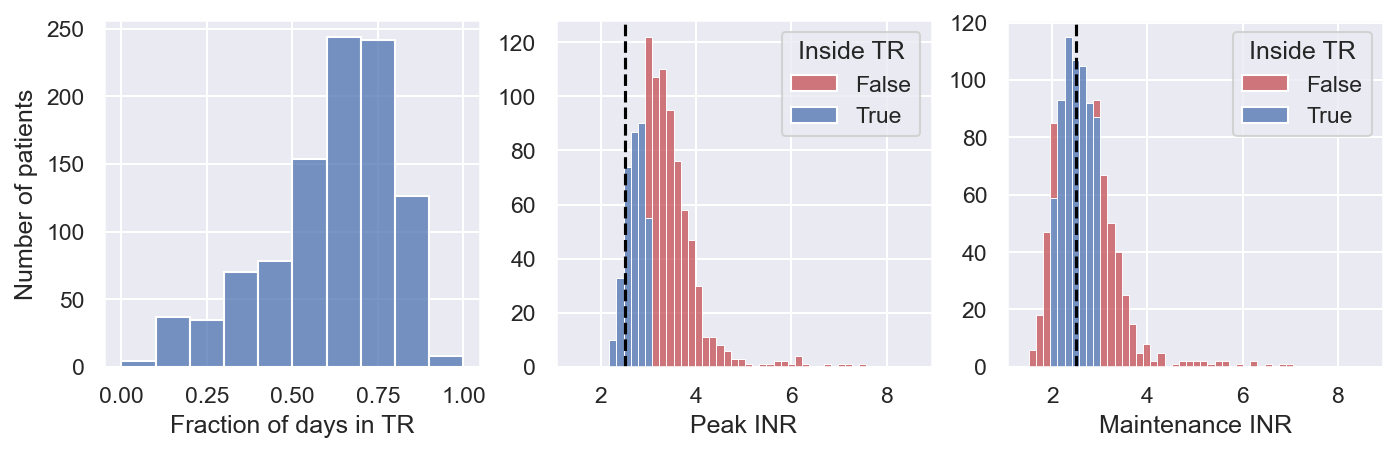 250
200
150
100
50
0
Number of patients
0.00 0.25 0.50 0.75 1.00
Fraction of days in TR
120
100
80
60
40
20
0
Inside TR
False
True
2 4 6 8
Peak INR
120
100
80
60
40
20
0
Inside TR
False
True
2 4 6 8
Maintenance INR